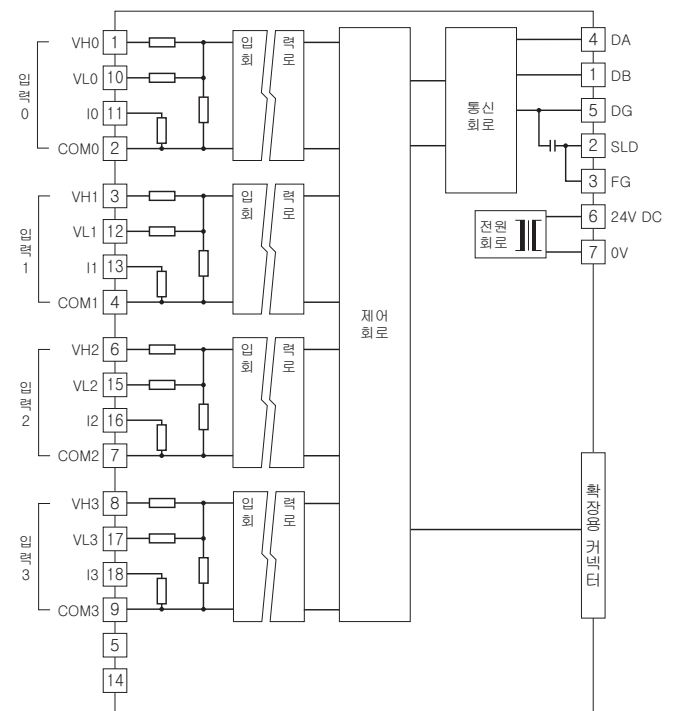 입력 0
VH0 1
VL0 10
I0 11
COM0 2
입회
력로
입력 1
VH1 3
VL1 12
I1 13
COM1 4
입회
력로
입력 2
VH2 6
VL2 15
I2 16
COM2 7
입회
력로
입력 3
VH3 8
VL3 17
I3 18
COM3 9
입회
력로
5
14
제어
회로
통신
회로
4 DA
1 DB
5 DG
2 SLD
3 FG
전원
회로
6 24V DC
7 0V
확장용 커넥터